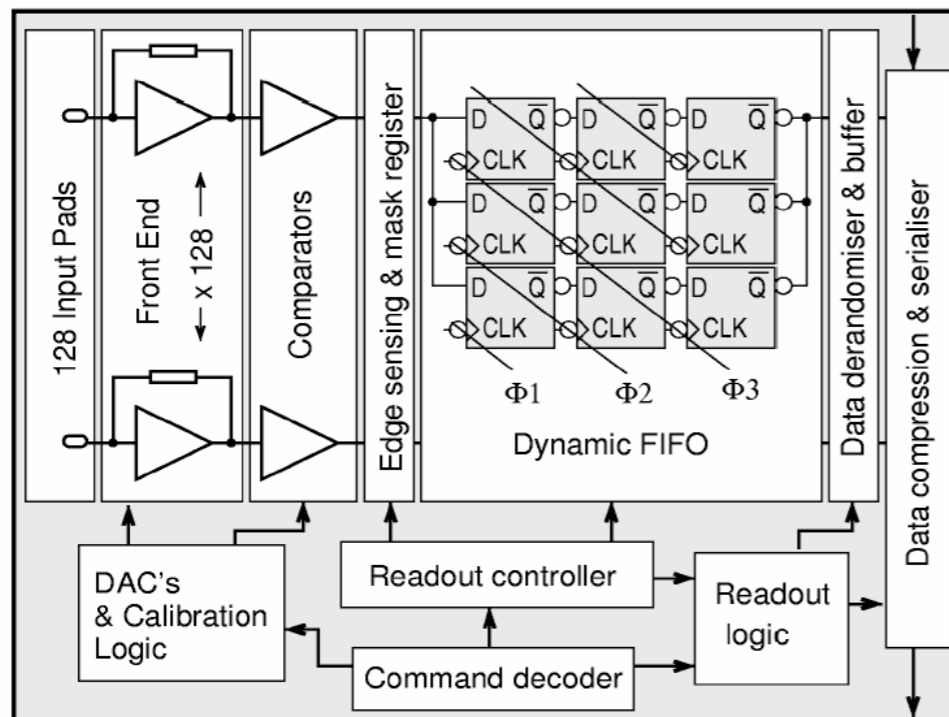 128 Input Pads
Front End
x 128
Comparators
Edge sensing & mask register
D Q̅ D Q̅ D Q̅
CLK CLK CLK
D Q̅ D Q̅ D Q̅
CLK CLK CLK
D Q̅ D Q̅ D Q̅
CLK CLK CLK
Φ1 Φ2 Φ3
Dynamic FIFO
Data derandomiser & buffer
Data compression & serialiser
DAC's
& Calibration
Logic
Readout controller
Command decoder
Readout
logic